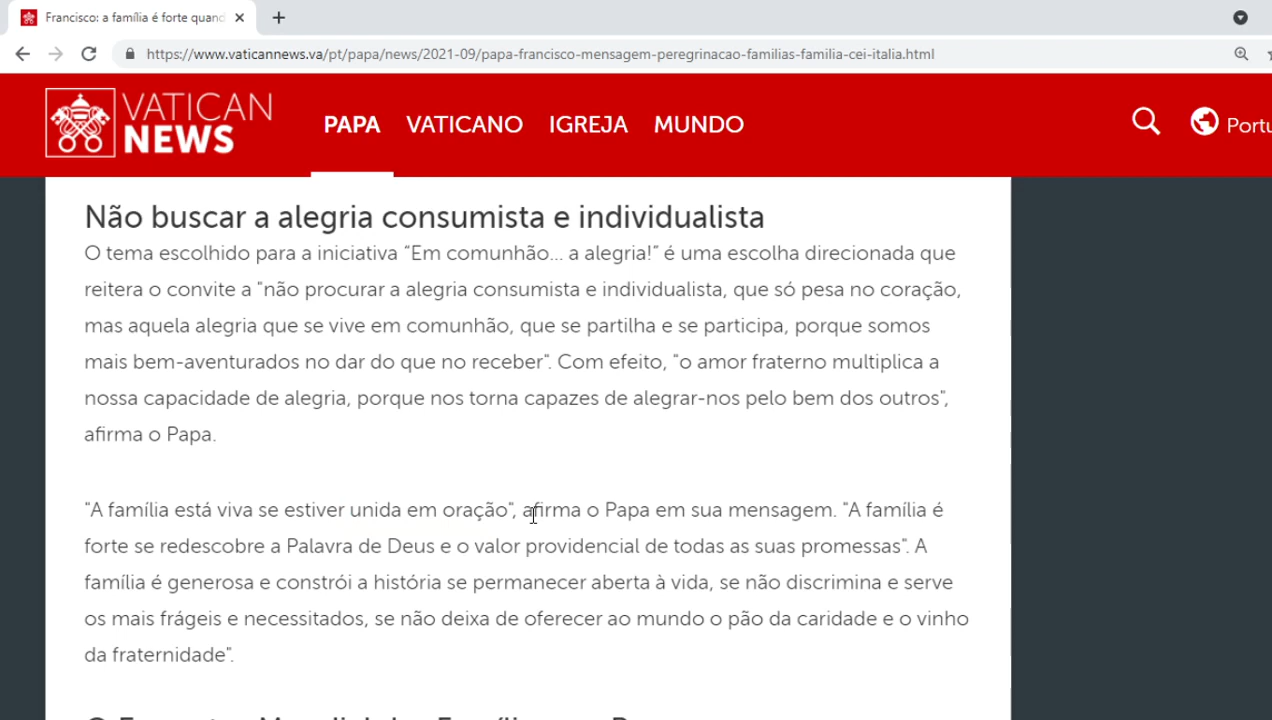 Francisco: a família é forte quand
https://www.vaticannews.va/pt/papa/news/2021-09/papa-francisco-mensagem-peregrinacao-familias-familia-cei-italia.html
VATICAN
NEWS
PAPA VATICANO IGREJA MUNDO
Portu
Não buscar a alegria consumista e individualista
O tema escolhido para a iniciativa “Em comunhão... a alegria!” é uma escolha direcionada que
reitera o convite a "não procurar a alegria consumista e individualista, que só pesa no coração,
mas aquela alegria que se vive em comunhão, que se partilha e se participa, porque somos
mais bem-aventurados no dar do que no receber". Com efeito, "o amor fraterno multiplica a
nossa capacidade de alegria, porque nos torna capazes de alegrar-nos pelo bem dos outros",
afirma o Papa.
"A família está viva se estiver unida em oração", afirma o Papa em sua mensagem. "A família é
forte se redescobre a Palavra de Deus e o valor providencial de todas as suas promessas". A
família é generosa e constrói a história se permanecer aberta à vida, se não discrimina e serve
os mais frágeis e necessitados, se não deixa de oferecer ao mundo o pão da caridade e o vinho
da fraternidade".